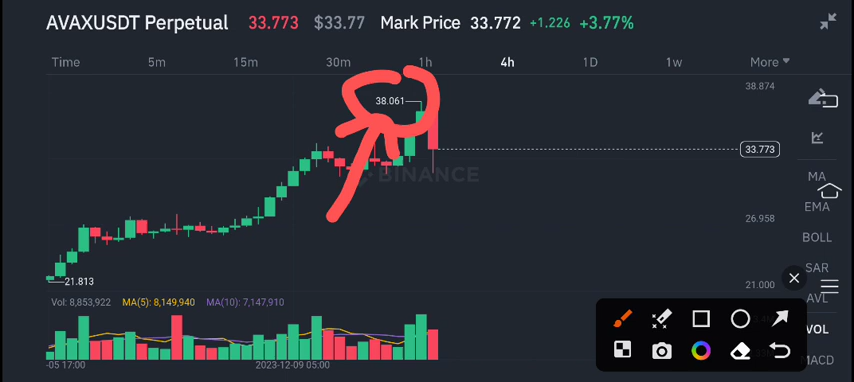 AVAXUSDT Perpetual 33.773 $33.77 Mark Price 33.772 +1.226 +3.77%
Time 5m 15m 30m 1h 4h 1D 1w More
38.874
38.061
33.773
BINANCE
MA
EMA
26.958
BOLL
SAR
21.813
21.000
AVL
Vol: 8,853,922 MA(5): 8,149,940 MA(10): 7,147,910
VOL
MACD
-05 17:00 2023-12-09 05:00